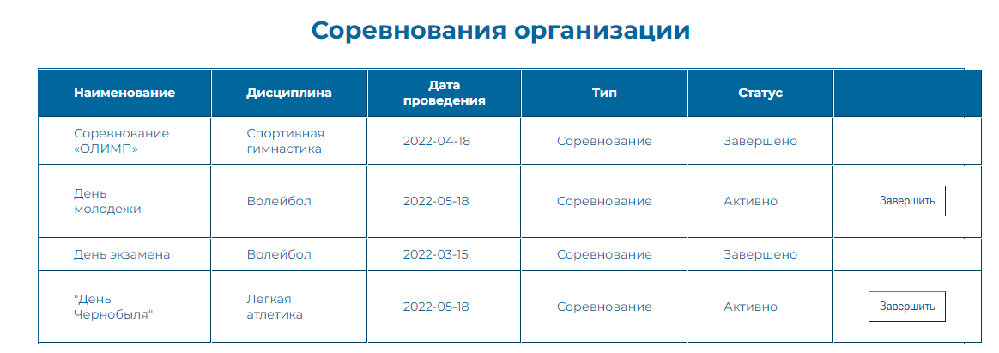 Соревнования организации
Наименование Дисциплина Дата проведения Тип Статус
Соревнование «ОЛИМП» Спортивная гимнастика 2022-04-18 Соревнование Завершено
День молодежи Волейбол 2022-05-18 Соревнование Активно Завершить
День экзамена Волейбол 2022-03-15 Соревнование Завершено
"День Чернобыля" Легкая атлетика 2022-05-18 Соревнование Активно Завершить